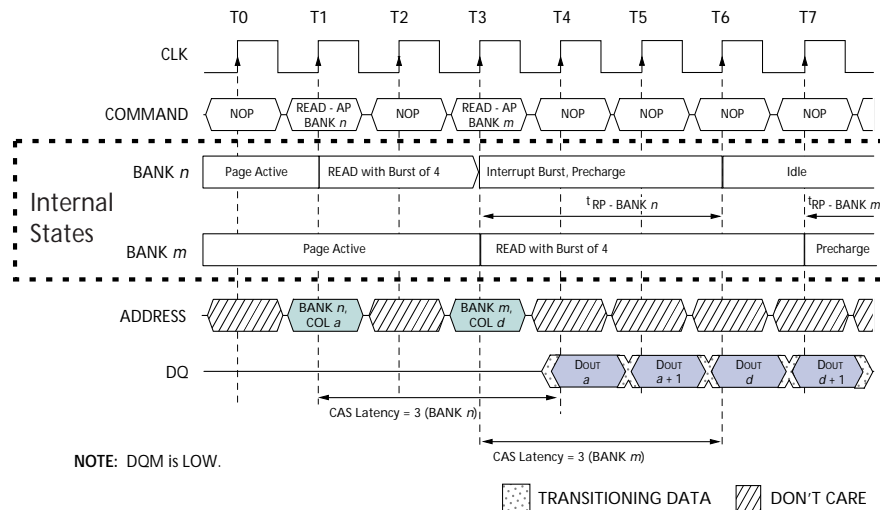 T0 T1 T2 T3 T4 T5 T6 T7
CLK
COMMAND NOP READ - AP BANK n NOP READ - AP BANK m NOP NOP NOP NOP
BANK n Page Active READ with Burst of 4 Interrupt Burst, Precharge Idle
Internal States
tRP - BANK n tRP - BANK m
BANK m Page Active READ with Burst of 4 Precharge
ADDRESS BANK n, COL a BANK m, COL d
DQ DOUT a DOUT a + 1 DOUT d DOUT d + 1
CAS Latency = 3 (BANK n)
CAS Latency = 3 (BANK m)
NOTE: DQM is LOW.
TRANSITIONING DATA DON'T CARE